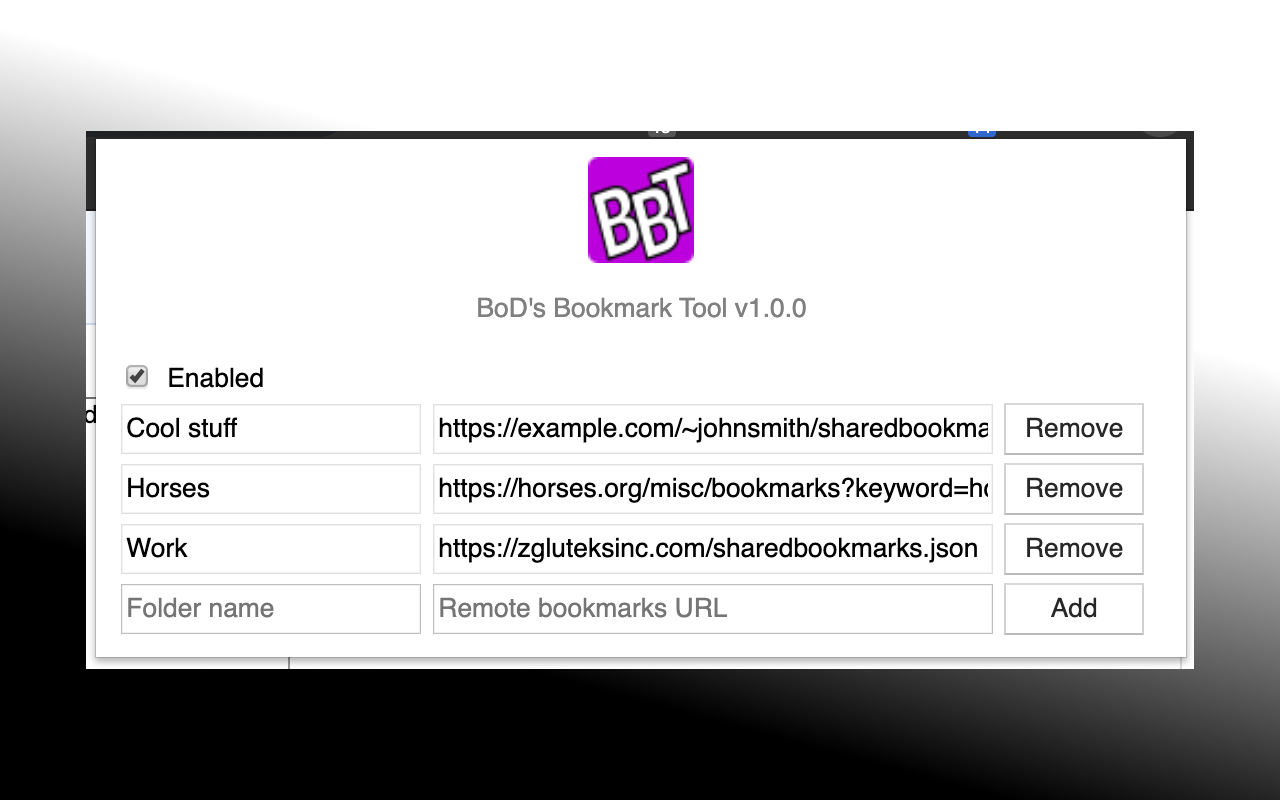 BBT
BoD's Bookmark Tool v1.0.0
Enabled
Cool stuff https://example.com/~johnsmith/sharedbookma Remove
Horses https://horses.org/misc/bookmarks?keyword=ho Remove
Work https://zgluteksinc.com/sharedbookmarks.json Remove
Folder name Remote bookmarks URL Add